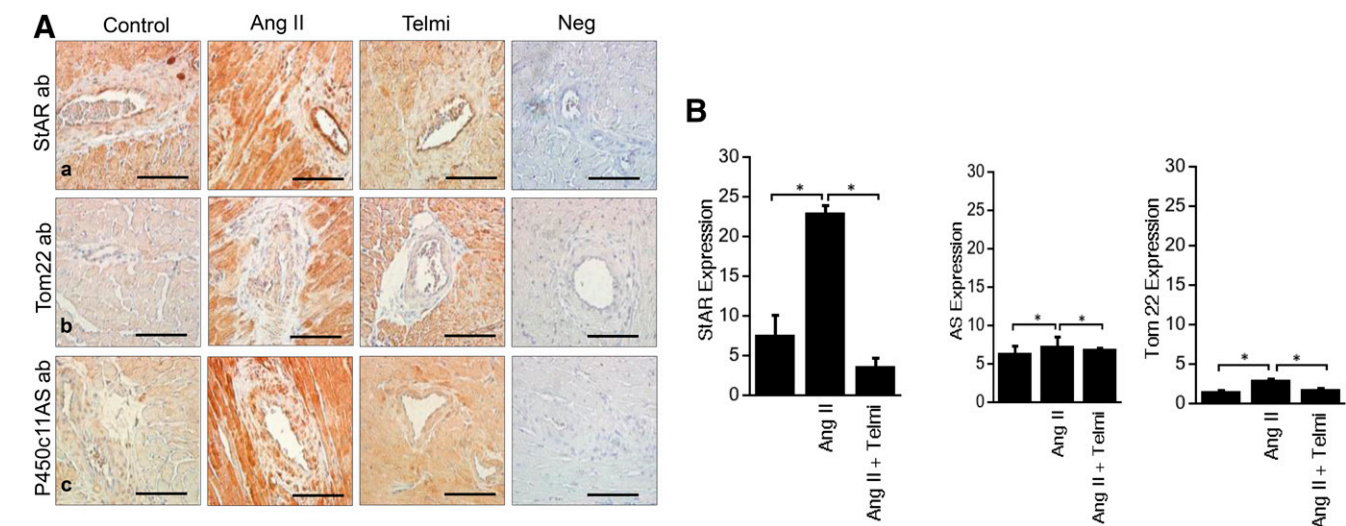 A
Control Ang II Telmi Neg
StAR ab
a
Tom22 ab
b
P450c11AS ab
c
B
StAR Expression
30
25
20
15
10
5
0
* *
Ang II
Ang II + Telmi
AS Expression
30
25
20
15
10
5
0
* *
Ang II
Ang II + Telmi
Tom 22 Expression
30
25
20
15
10
5
0
* *
Ang II
Ang II + Telmi